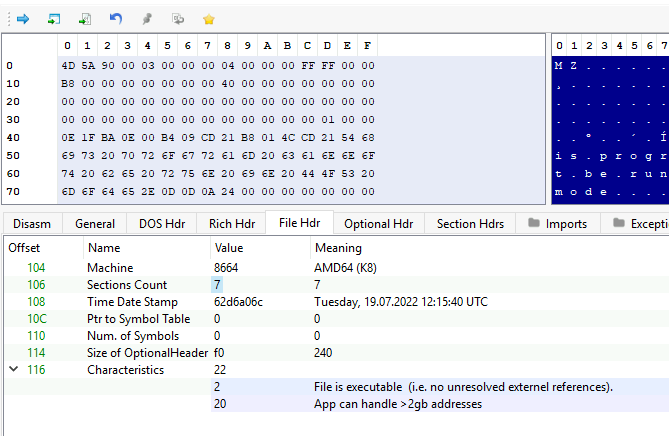 0 1 2 3 4 5 6 7 8 9 A B C D E F
0 4D 5A 90 00 03 00 00 00 04 00 00 00 FF FF 00 00
10 B8 00 00 00 00 00 00 00 40 00 00 00 00 00 00 00
20 00 00 00 00 00 00 00 00 00 00 00 00 00 00 00 00
30 00 00 00 00 00 00 00 00 00 00 00 00 00 01 00 00
40 0E 1F BA 0E 00 B4 09 CD 21 B8 01 4C CD 21 54 68
50 69 73 20 70 72 6F 67 72 61 6D 20 63 61 6E 6E 6F
60 74 20 62 65 20 72 75 6E 20 69 6E 20 44 4F 53 20
70 6D 6F 64 65 2E 0D 0D 0A 24 00 00 00 00 00 00 00
0 1 2 3 4 5 6 7
M Z . . . . . .
¸ . . . . . . .
. . . . . . . .
. . . . . . . .
. . º . . ´ . Í
i s . p r o g r
t . b e . r u n
m o d e . . . .
Disasm General DOS Hdr Rich Hdr File Hdr Optional Hdr Section Hdrs Imports
Offset Name Value Meaning
104 Machine 8664 AMD64 (K8)
106 Sections Count 7 7
108 Time Date Stamp 62d6a06c Tuesday, 19.07.2022 12:15:40 UTC
10C Ptr to Symbol Table 0 0
110 Num. of Symbols 0 0
114 Size of OptionalHeader f0 240
116 Characteristics 22
2 File is executable (i.e. no unresolved externel references).
20 App can handle >2gb addresses